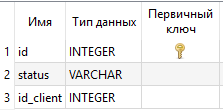 Имя Тип данных Первичный ключ
1 id INTEGER
2 status VARCHAR
3 id_client INTEGER